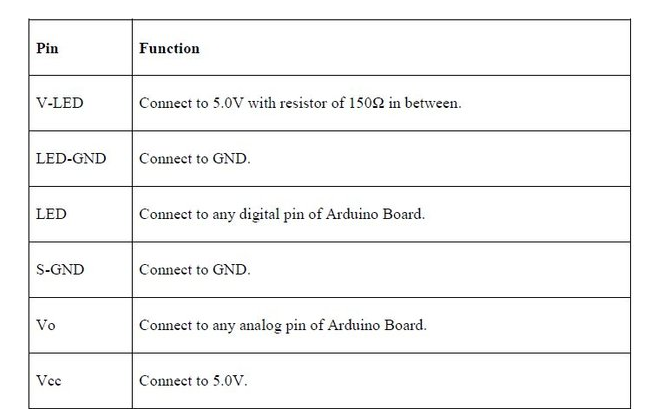 Pin Function
V-LED Connect to 5.0V with resistor of 150Ω in between.
LED-GND Connect to GND.
LED Connect to any digital pin of Arduino Board.
S-GND Connect to GND.
Vo Connect to any analog pin of Arduino Board.
Vcc Connect to 5.0V.